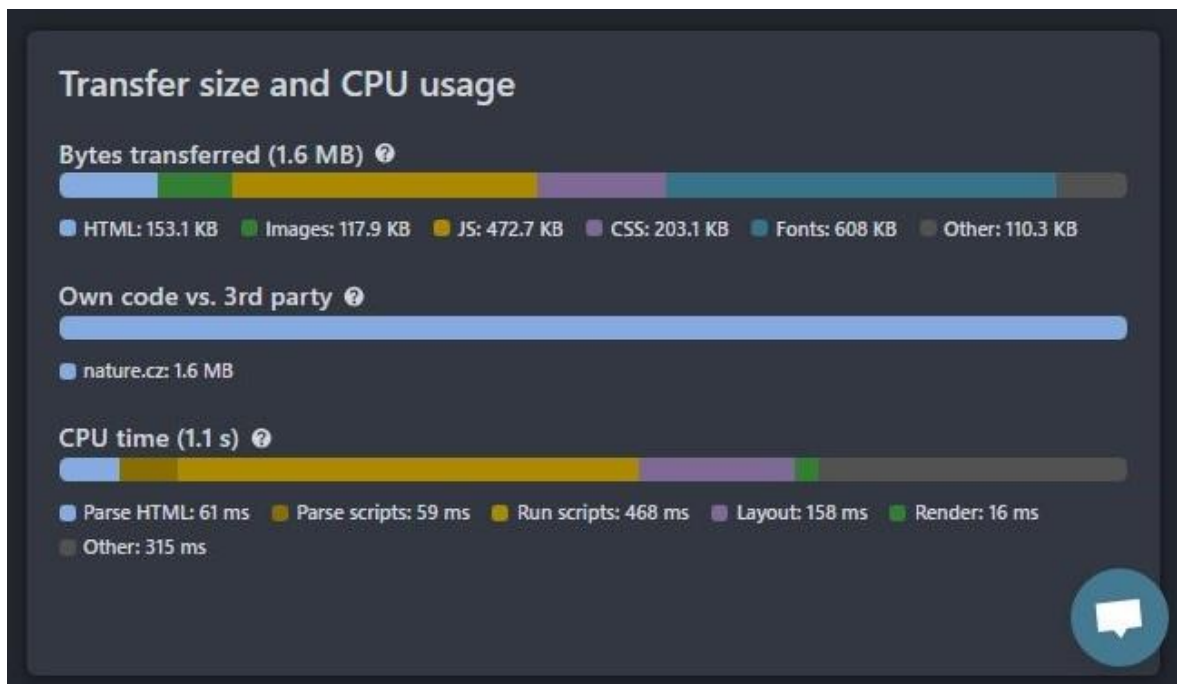 Transfer size and CPU usage
Bytes transferred (1.6 MB)
HTML: 153.1 KB Images: 117.9 KB JS: 472.7 KB CSS: 203.1 KB Fonts: 608 KB Other: 110.3 KB
Own code vs. 3rd party
nature.cz: 1.6 MB
CPU time (1.1 s)
Parse HTML: 61 ms Parse scripts: 59 ms Run scripts: 468 ms Layout: 158 ms Render: 16 ms
Other: 315 ms